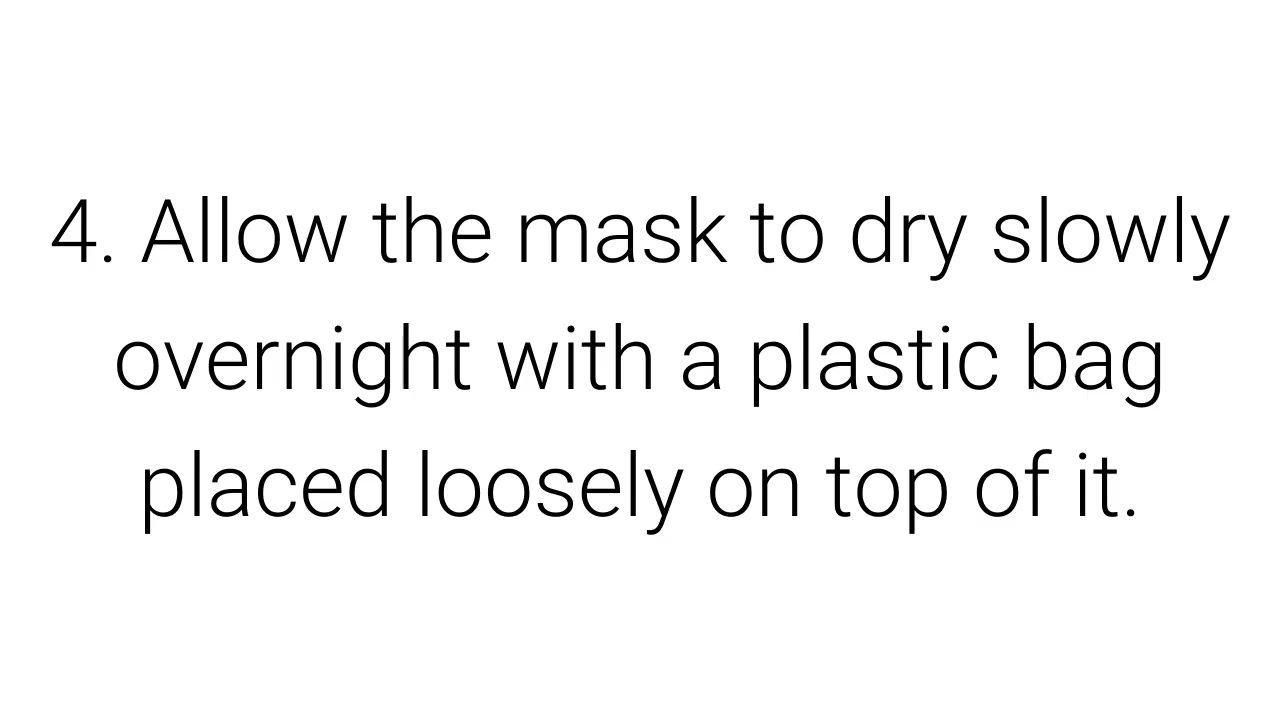 4. Allow the mask to dry slowly
overnight with a plastic bag
placed loosely on top of it.